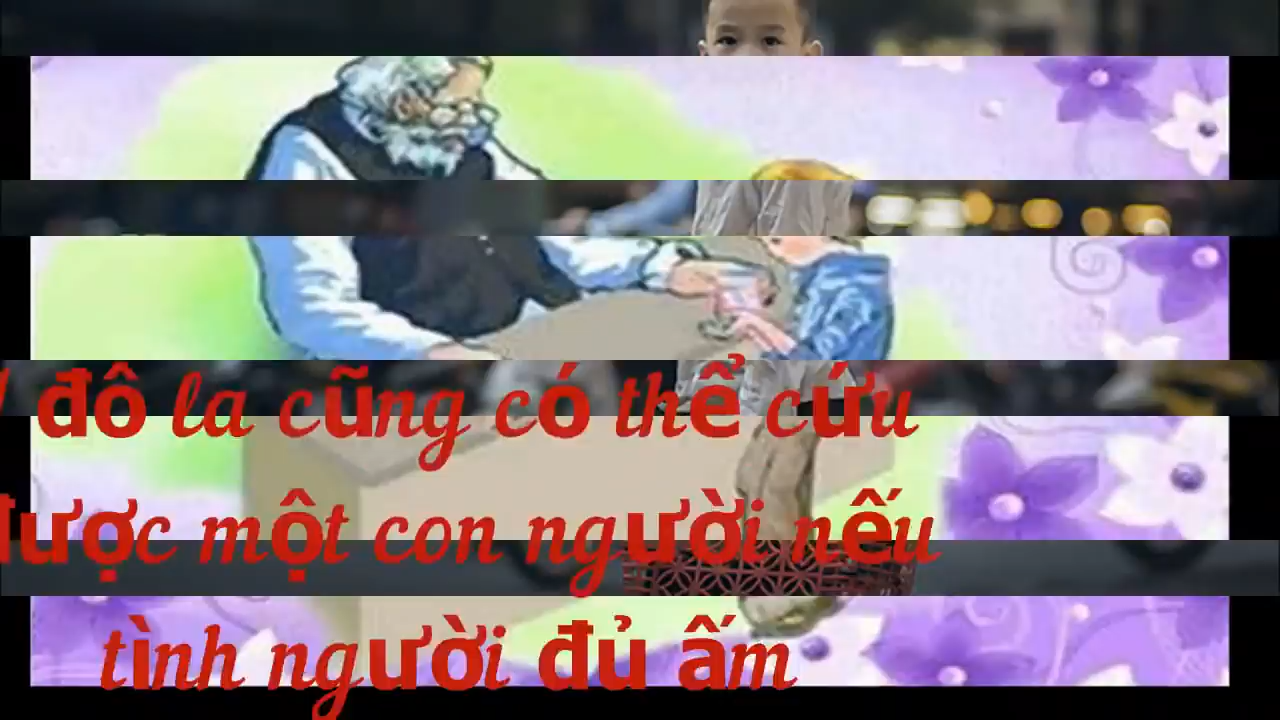 đô la cũng có thể cứu
được một con người nếu
tình người đủ ấm